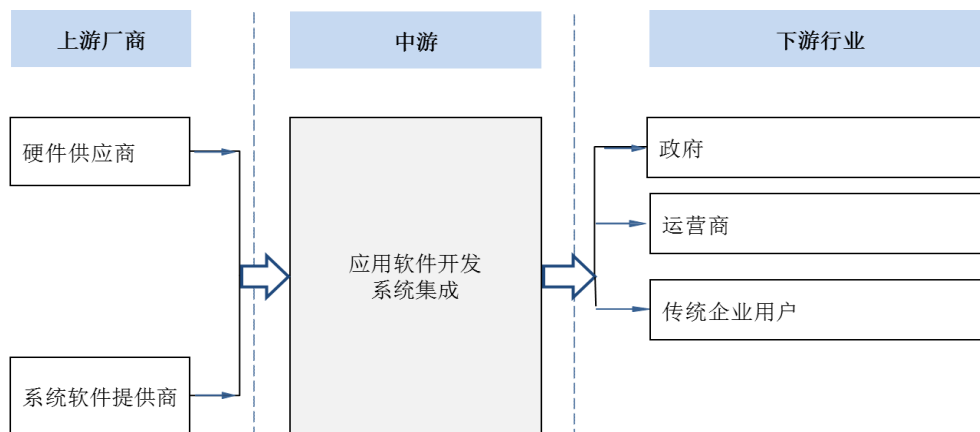 上游厂商
中游
下游行业
硬件供应商
系统软件提供商
应用软件开发
系统集成
政府
运营商
传统企业用户